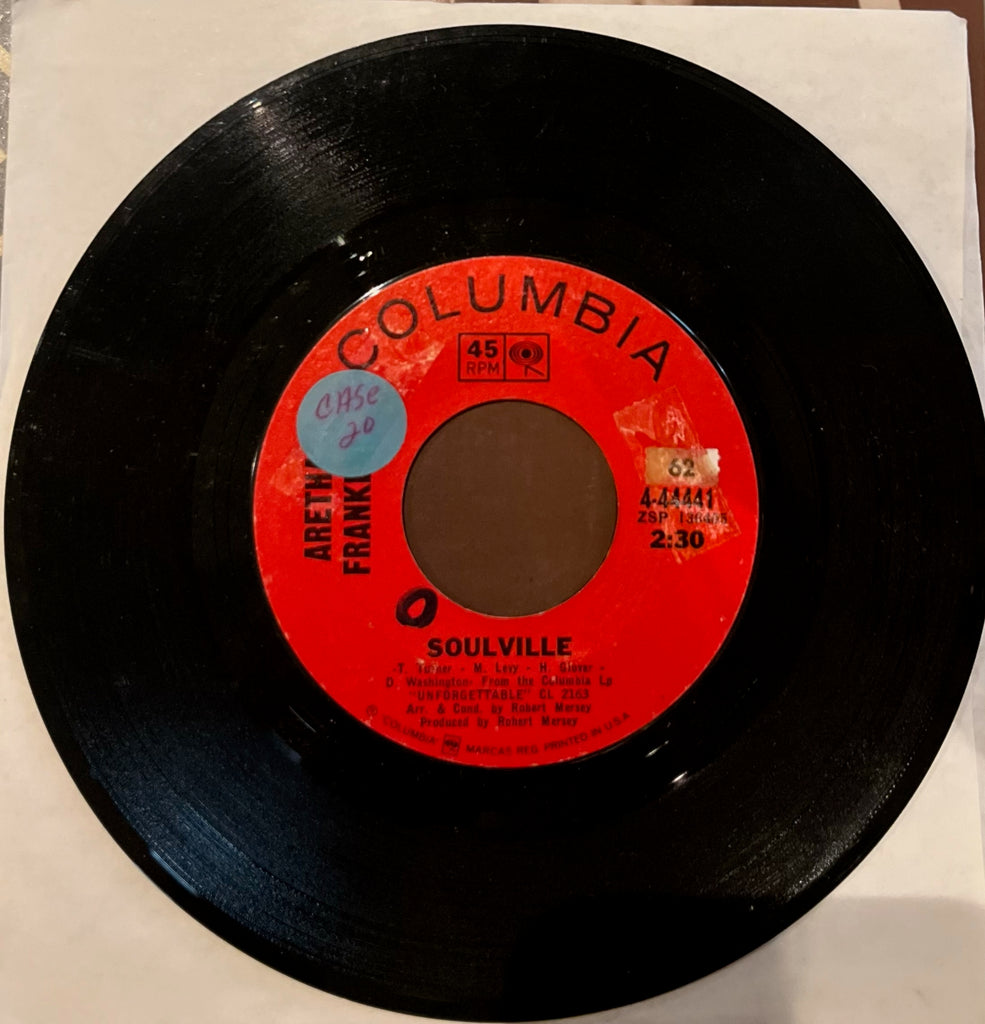 COLUMBIA
45
RPM
CASE
20
ARETH
FRANKL
62
4-44441
ZSP
2:30
O
SOULVILLE
T. Turner - M. Levy - H. Glover -
D. Washington- From the Columbia Lp
"UNFORGETTABLE" CL 2163
Arr. & Cond. by Robert Mersey
Produced by Robert Mersey
℗ "COLUMBIA" MARCAS REG. PRINTED IN U.S.A.